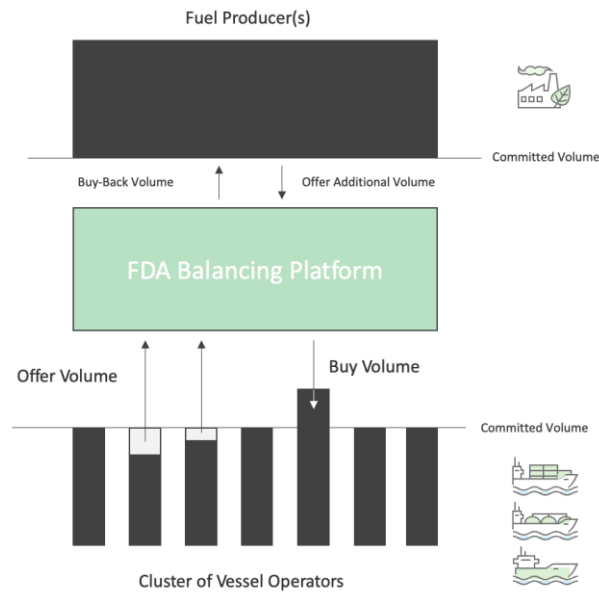 Fuel Producer(s)
Committed Volume
Buy-Back Volume
Offer Additional Volume
FDA Balancing Platform
Offer Volume
Buy Volume
Committed Volume
Cluster of Vessel Operators